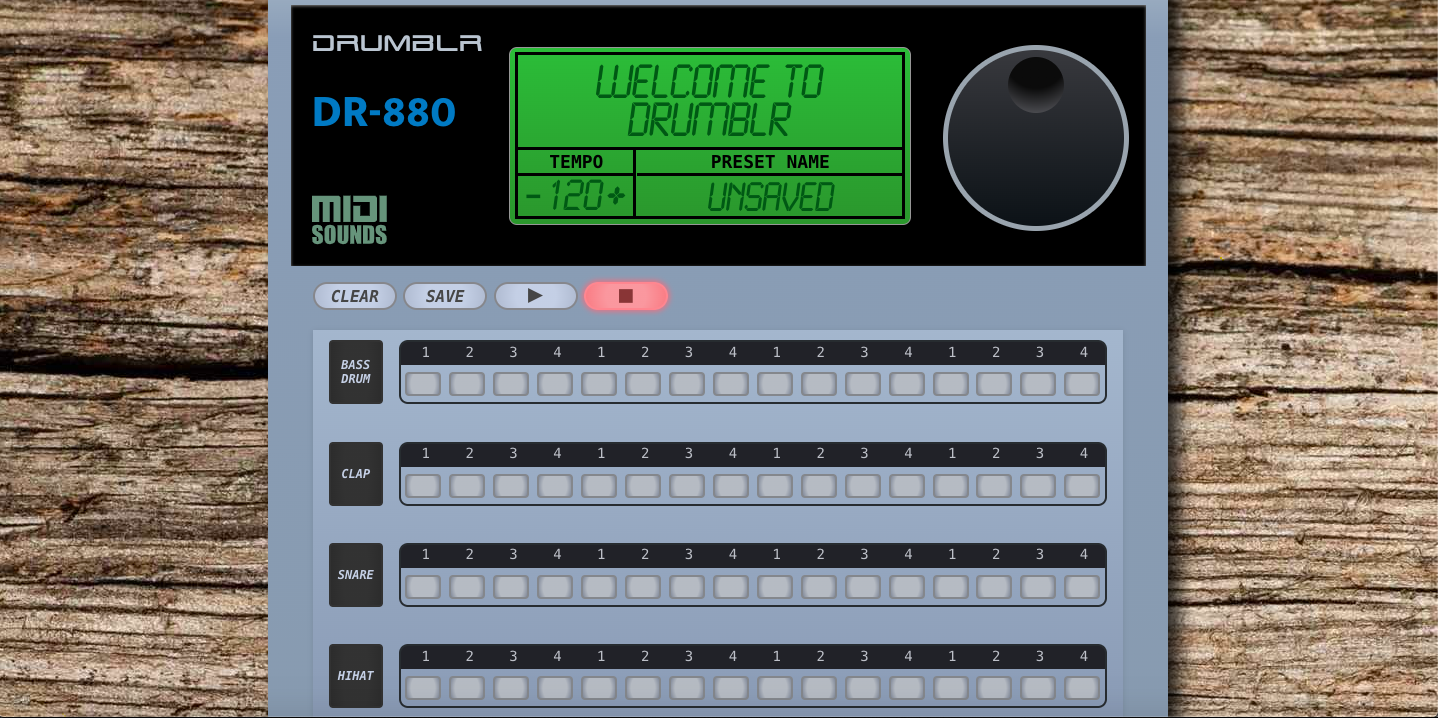 DRUMBLR
DR-880
MIDI
SOUNDS
WELCOME TO
DRUMBLR
TEMPO PRESET NAME
-120+ UNSAVED
CLEAR SAVE
BASS
DRUM
1 2 3 4 1 2 3 4 1 2 3 4 1 2 3 4
CLAP
1 2 3 4 1 2 3 4 1 2 3 4 1 2 3 4
SNARE
1 2 3 4 1 2 3 4 1 2 3 4 1 2 3 4
HIHAT
1 2 3 4 1 2 3 4 1 2 3 4 1 2 3 4